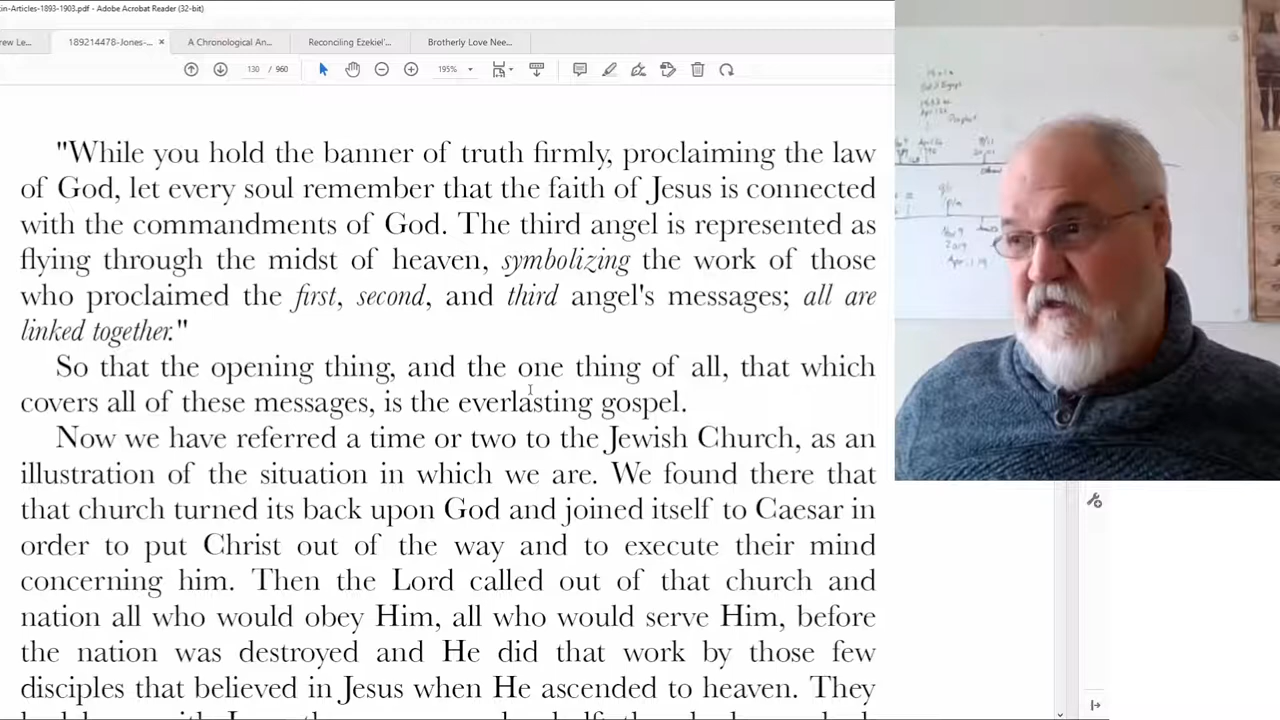 in-Articles-1893-1903.pdf - Adobe Acrobat Reader (32-bit)
rew Le... 189214478-Jones-... × A Chronological An... Reconciling Ezekiel'... Brotherly Love Nee...
130 / 960 195%
"While you hold the banner of truth firmly, proclaiming the law
of God, let every soul remember that the faith of Jesus is connected
with the commandments of God. The third angel is represented as
flying through the midst of heaven, symbolizing the work of those
who proclaimed the first, second, and third angel's messages; all are
linked together."
So that the opening thing, and the one thing of all, that which
covers all of these messages, is the everlasting gospel.
Now we have referred a time or two to the Jewish Church, as an
illustration of the situation in which we are. We found there that
that church turned its back upon God and joined itself to Caesar in
order to put Christ out of the way and to execute their mind
concerning him. Then the Lord called out of that church and
nation all who would obey Him, all who would serve Him, before
the nation was destroyed and He did that work by those few
disciples that believed in Jesus when He ascended to heaven. They